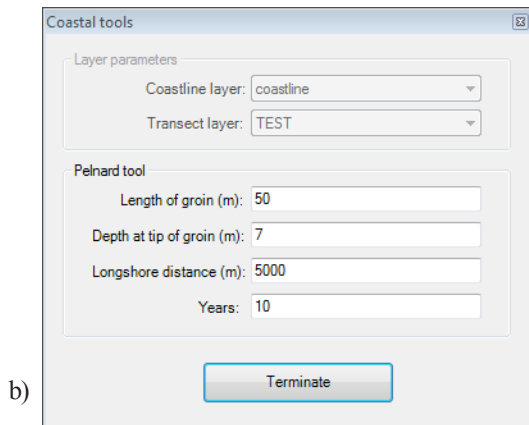 Coastal tools
Layer parameters
Coastline layer: coastline
Transect layer: TEST
Pelnard tool
Length of groin (m): 50
Depth at tip of groin (m): 7
Longshore distance (m): 5000
Years: 10
b) Terminate